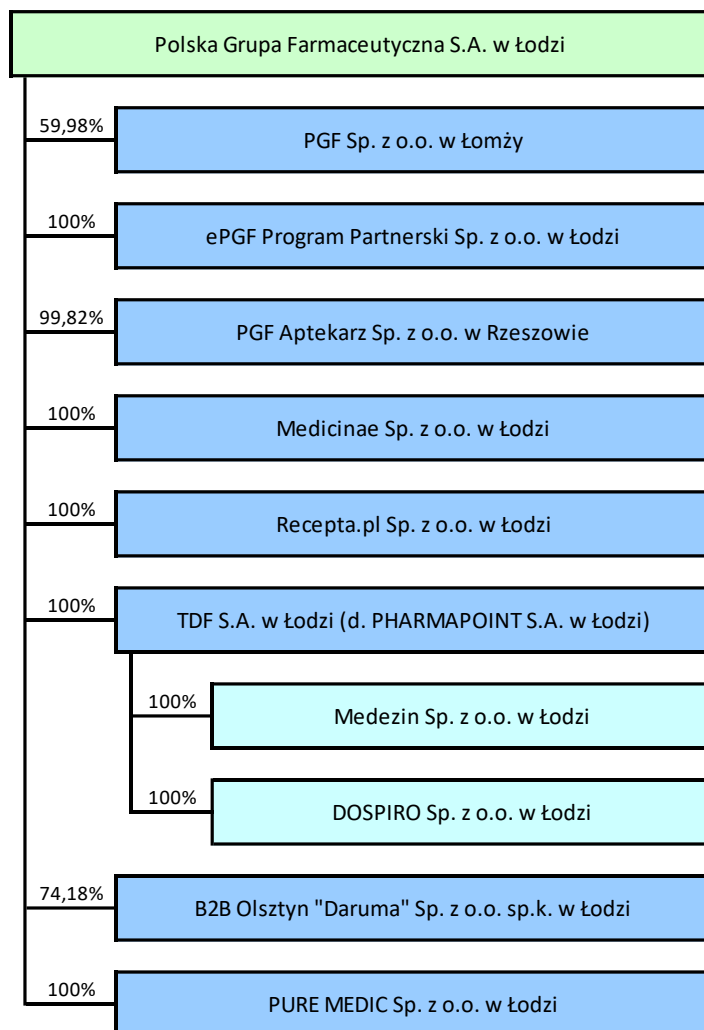 Polska Grupa Farmaceutyczna S.A. w Łodzi
59,98%
PGF Sp. z o.o. w Łomży
100%
ePGF Program Partnerski Sp. z o.o. w Łodzi
99,82%
PGF Aptekarz Sp. z o.o. w Rzeszowie
100%
Medicinae Sp. z o.o. w Łodzi
100%
Recepta.pl Sp. z o.o. w Łodzi
100%
TDF S.A. w Łodzi (d. PHARMAPOINT S.A. w Łodzi)
100%
Medezin Sp. z o.o. w Łodzi
100%
DOSPIRO Sp. z o.o. w Łodzi
74,18%
B2B Olsztyn "Daruma" Sp. z o.o. sp.k. w Łodzi
100%
PURE MEDIC Sp. z o.o. w Łodzi